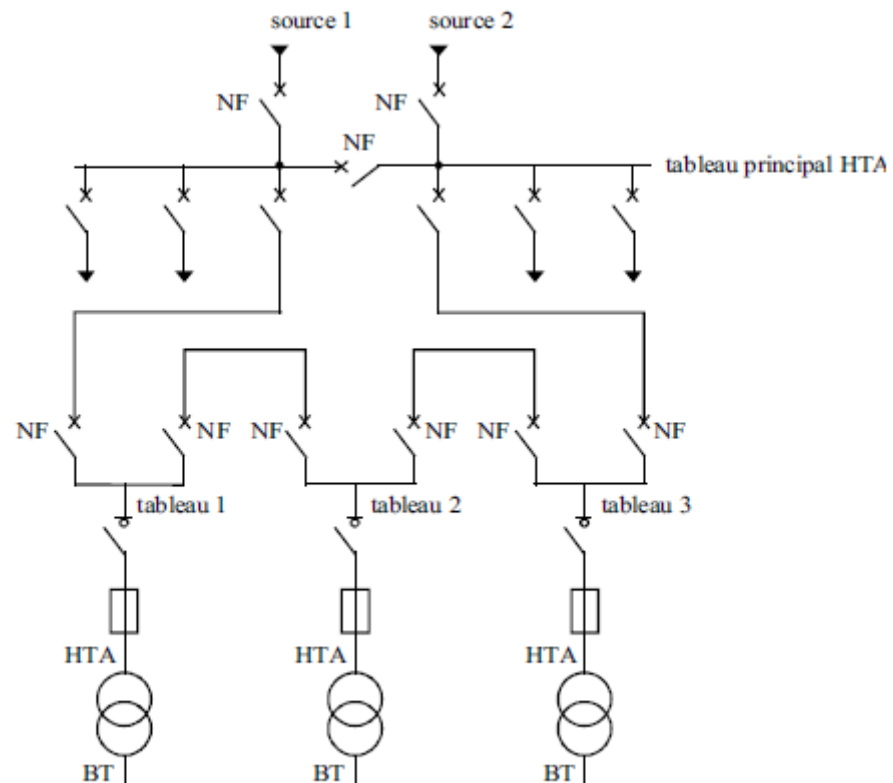 source 1
source 2
NF
NF
NF
tableau principal HTA
NF
NF
NF
NF
NF
NF
tableau 1
tableau 2
tableau 3
HTA
HTA
HTA
BT
BT
BT